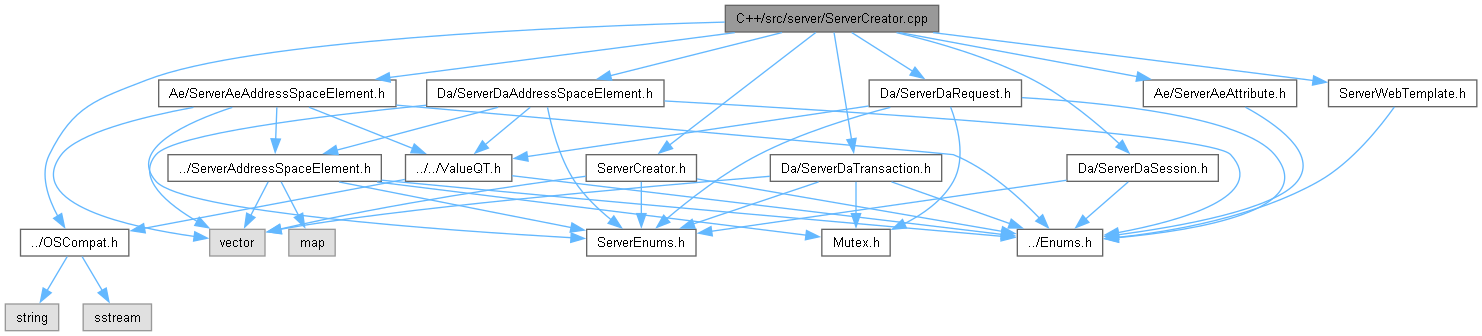 C++/src/server/ServerCreator.cpp
Ae/ServerAeAddressSpaceElement.h
Da/ServerDaAddressSpaceElement.h
Da/ServerDaRequest.h
Ae/ServerAeAttribute.h
ServerWebTemplate.h
../ServerAddressSpaceElement.h
../../ValueQT.h
ServerCreator.h
Da/ServerDaTransaction.h
Da/ServerDaSession.h
../OSCompat.h
vector
map
ServerEnums.h
Mutex.h
../Enums.h
string
sstream